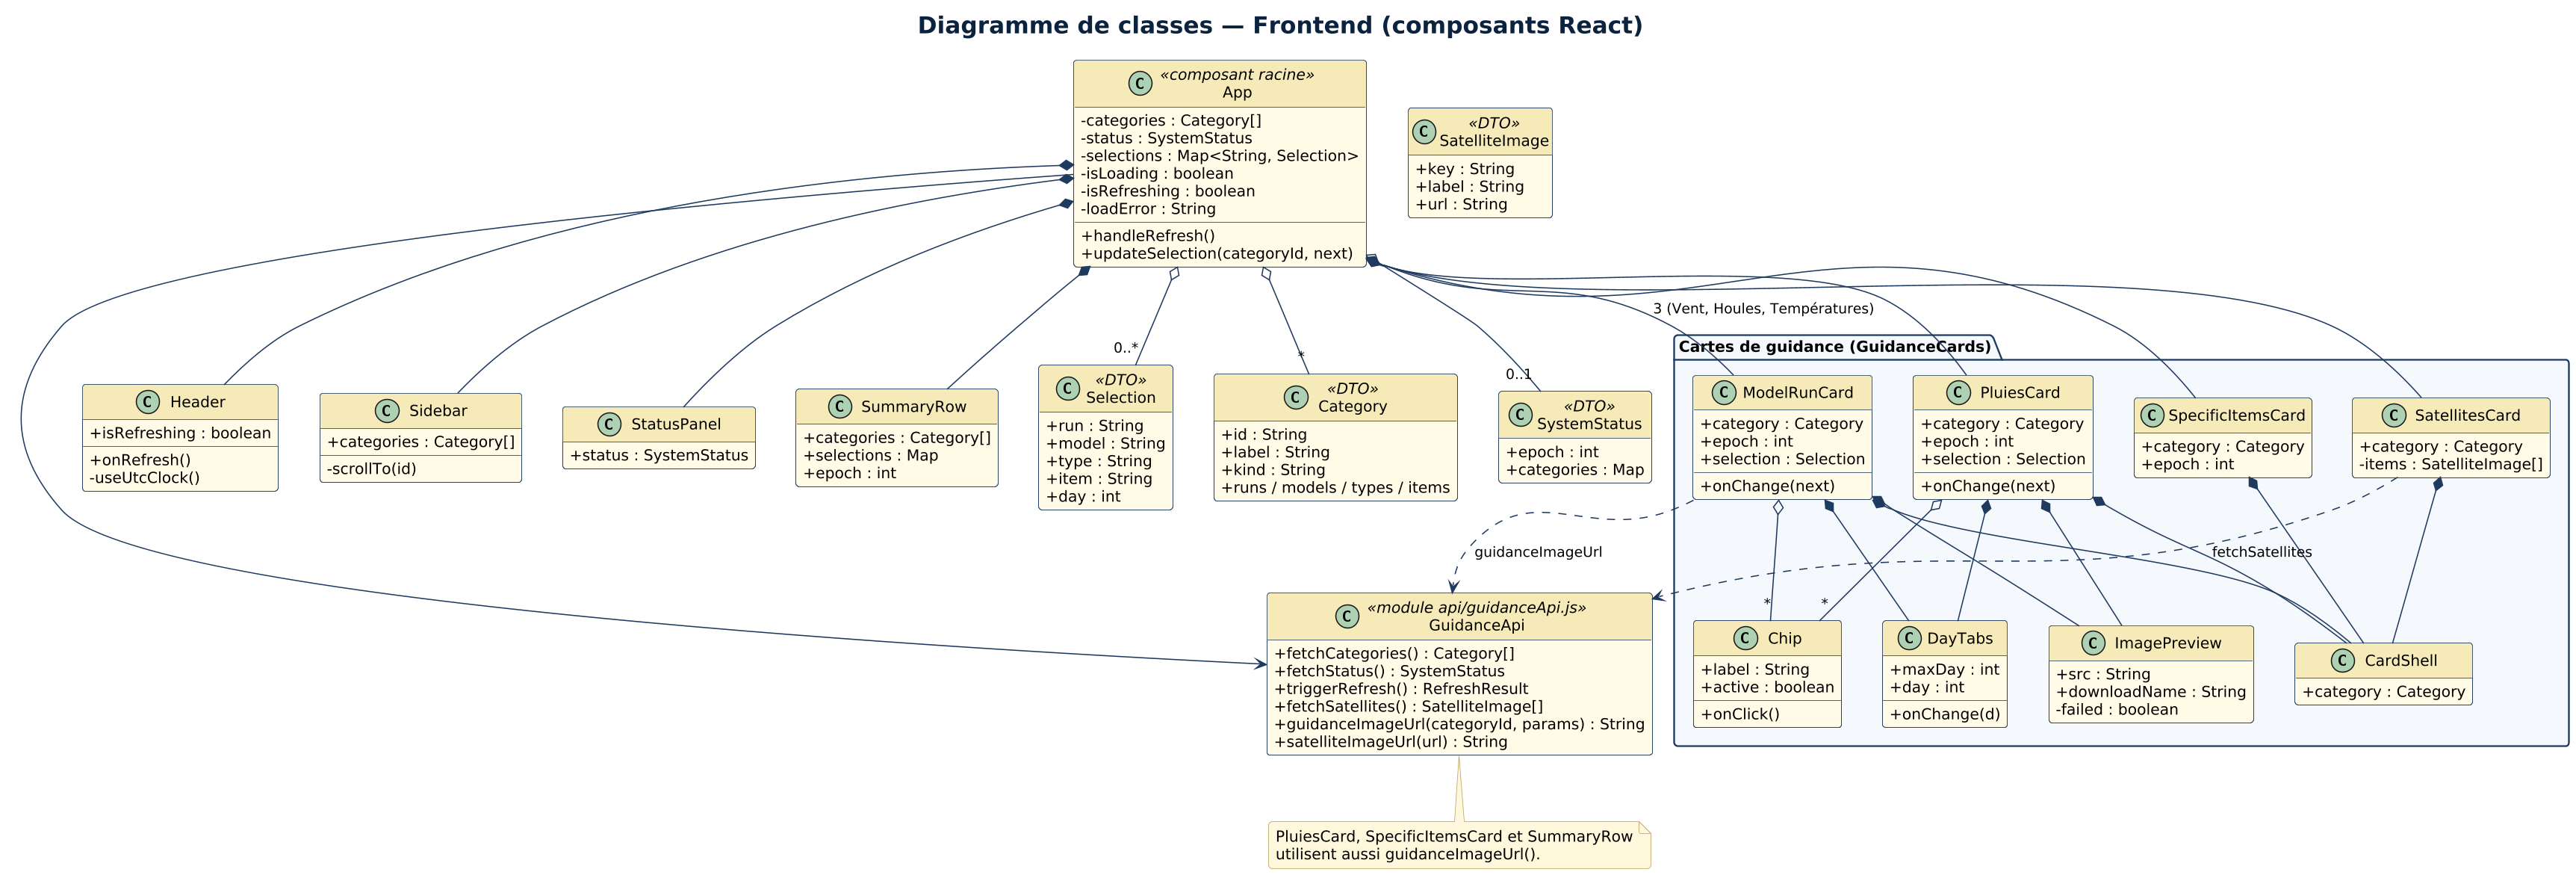 Diagramme de classes — Frontend (composants React)
C
«composant racine»
App
-categories : Category[]
-status : SystemStatus
-selections : Map<String, Selection>
-isLoading : boolean
-isRefreshing : boolean
-loadError : String
+handleRefresh()
+updateSelection(categoryId, next)
C
«DTO»
SatelliteImage
+key : String
+label : String
+url : String
3 (Vent, Houles, Températures)
0..*
*
0..1
Cartes de guidance (GuidanceCards)
C
Header
+isRefreshing : boolean
+onRefresh()
-useUtcClock()
C
Sidebar
+categories : Category[]
-scrollTo(id)
C
StatusPanel
+status : SystemStatus
C
SummaryRow
+categories : Category[]
+selections : Map
+epoch : int
C
«DTO»
Selection
+run : String
+model : String
+type : String
+item : String
+day : int
C
«DTO»
Category
+id : String
+label : String
+kind : String
+runs / models / types / items
C
«DTO»
SystemStatus
+epoch : int
+categories : Map
C
ModelRunCard
+category : Category
+epoch : int
+selection : Selection
+onChange(next)
C
PluiesCard
+category : Category
+epoch : int
+selection : Selection
+onChange(next)
C
SpecificItemsCard
+category : Category
+epoch : int
C
SatellitesCard
+category : Category
-items : SatelliteImage[]
guidanceImageUrl
fetchSatellites
*
*
C
«module api/guidanceApi.js»
GuidanceApi
+fetchCategories() : Category[]
+fetchStatus() : SystemStatus
+triggerRefresh() : RefreshResult
+fetchSatellites() : SatelliteImage[]
+guidanceImageUrl(categoryId, params) : String
+satelliteImageUrl(url) : String
C
Chip
+label : String
+active : boolean
+onClick()
C
DayTabs
+maxDay : int
+day : int
+onChange(d)
C
ImagePreview
+src : String
+downloadName : String
-failed : boolean
C
CardShell
+category : Category
PluiesCard, SpecificItemsCard et SummaryRow
utilisent aussi guidanceImageUrl().